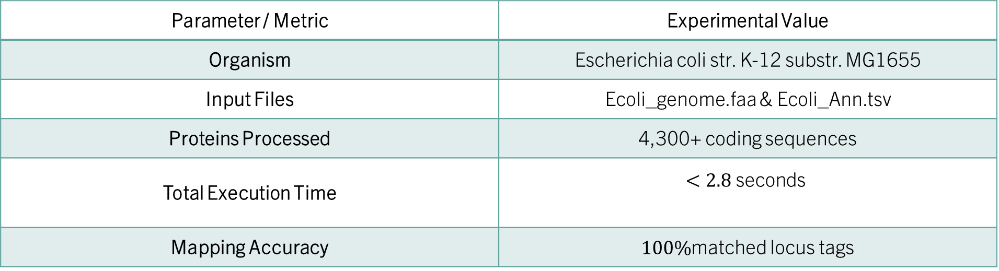 Parameter / Metric
Experimental Value
Organism
Escherichia coli str. K-12 substr. MG1655
Input Files
Ecoli_genome.faa & Ecoli_Ann.tsv
Proteins Processed
4,300+ coding sequences
Total Execution Time
< 2.8 seconds
Mapping Accuracy
100%matched locus tags